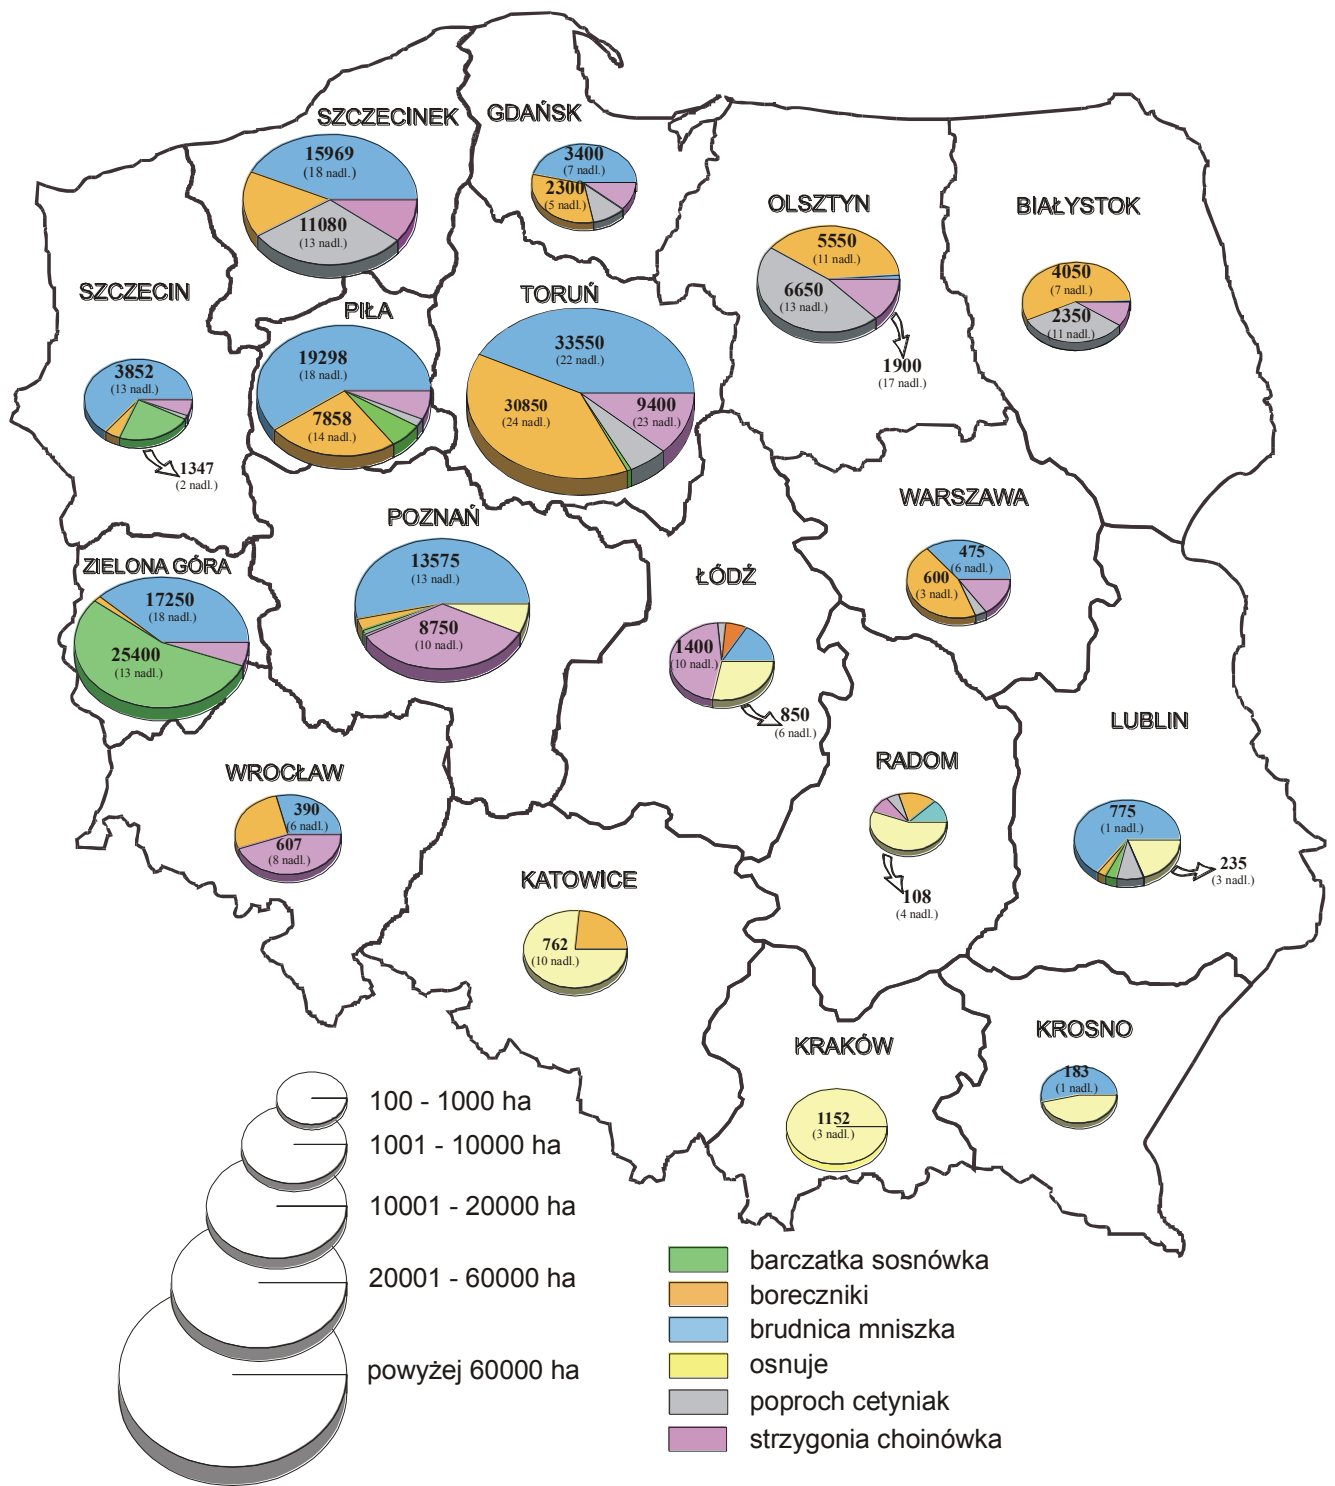 SZCZECINEK
15969
(18 nadl.)
11080
(13 nadl.)
GDAŃSK
3400
(7 nadl.)
2300
(5 nadl.)
OLSZTYN
5550
(11 nadl.)
6650
(13 nadl.)
1900
(17 nadl.)
BIAŁYSTOK
4050
(7 nadl.)
2350
(11 nadl.)
SZCZECIN
3852
(13 nadl.)
1347
(2 nadl.)
PIŁA
19298
(18 nadl.)
7858
(14 nadl.)
TORUŃ
33550
(22 nadl.)
30850
(24 nadl.)
9400
(23 nadl.)
WARSZAWA
475
(6 nadl.)
600
(3 nadl.)
POZNAŃ
13575
(13 nadl.)
8750
(10 nadl.)
ZIELONA GÓRA
17250
(18 nadl.)
25400
(13 nadl.)
ŁÓDŹ
1400
(10 nadl.)
850
(6 nadl.)
LUBLIN
775
(1 nadl.)
235
(3 nadl.)
RADOM
108
(4 nadl.)
WROCŁAW
390
(6 nadl.)
607
(8 nadl.)
KATOWICE
762
(10 nadl.)
KRAKÓW
1152
(3 nadl.)
KROSNO
183
(1 nadl.)
100 - 1000 ha
1001 - 10000 ha
10001 - 20000 ha
20001 - 60000 ha
powyżej 60000 ha
barczatka sosnówka
boreczniki
brudnica mniszka
osnuje
poproch cetyniak
strzygonia choinówka